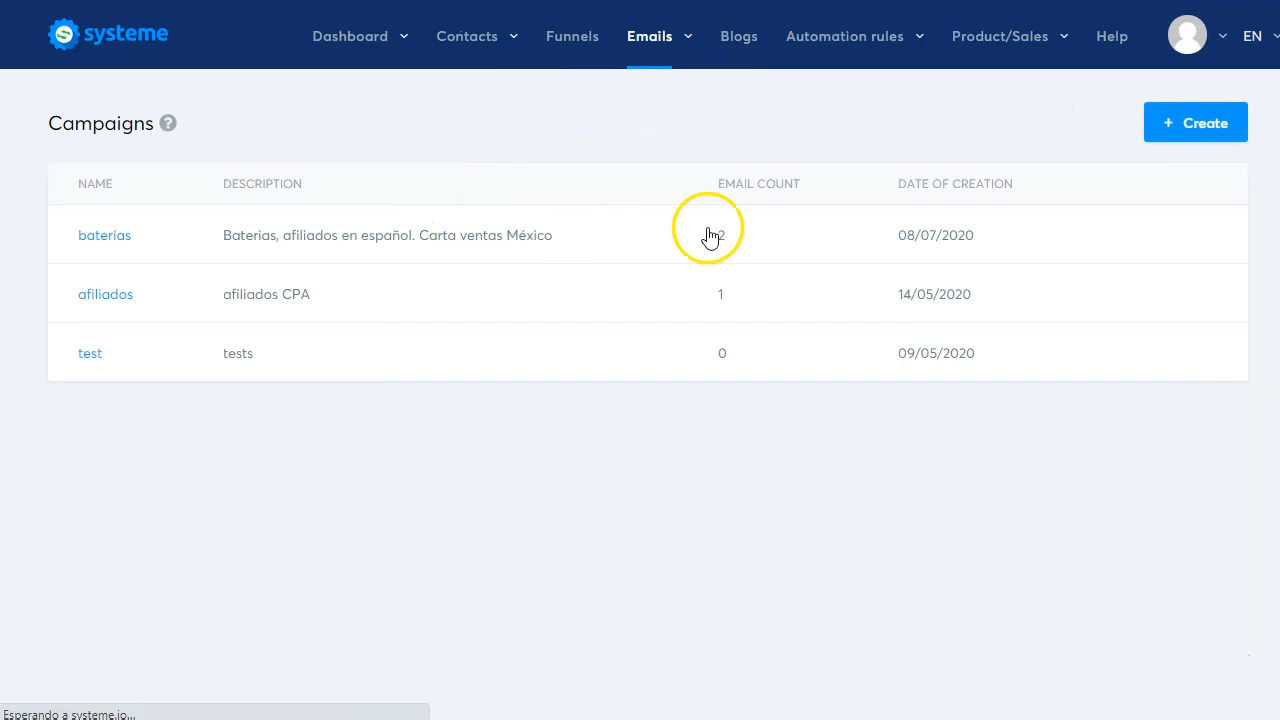 systeme
Dashboard Contacts Funnels Emails Blogs Automation rules Product/Sales Help EN
Campaigns ?
+ Create
NAME DESCRIPTION EMAIL COUNT DATE OF CREATION
baterias Baterias, afiliados en español. Carta ventas México 2 08/07/2020
afiliados afiliados CPA 1 14/05/2020
test tests 0 09/05/2020
Esperando a systeme.io...